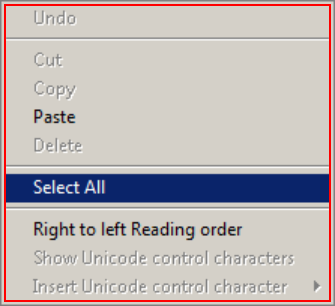 Undo
Cut
Copy
Paste
Delete
Select All
Right to left Reading order
Show Unicode control characters
Insert Unicode control character